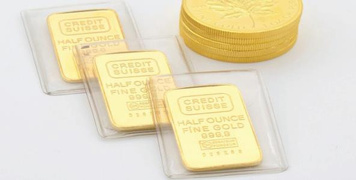 CREDIT
SUISSE
HALF OUNCE
FINE GOLD
999.9
CREDIT
SUISSE
HALF OUNCE
FINE GOLD
999.9
CREDIT
SUISSE
HALF OUNCE
FINE GOLD
999.9